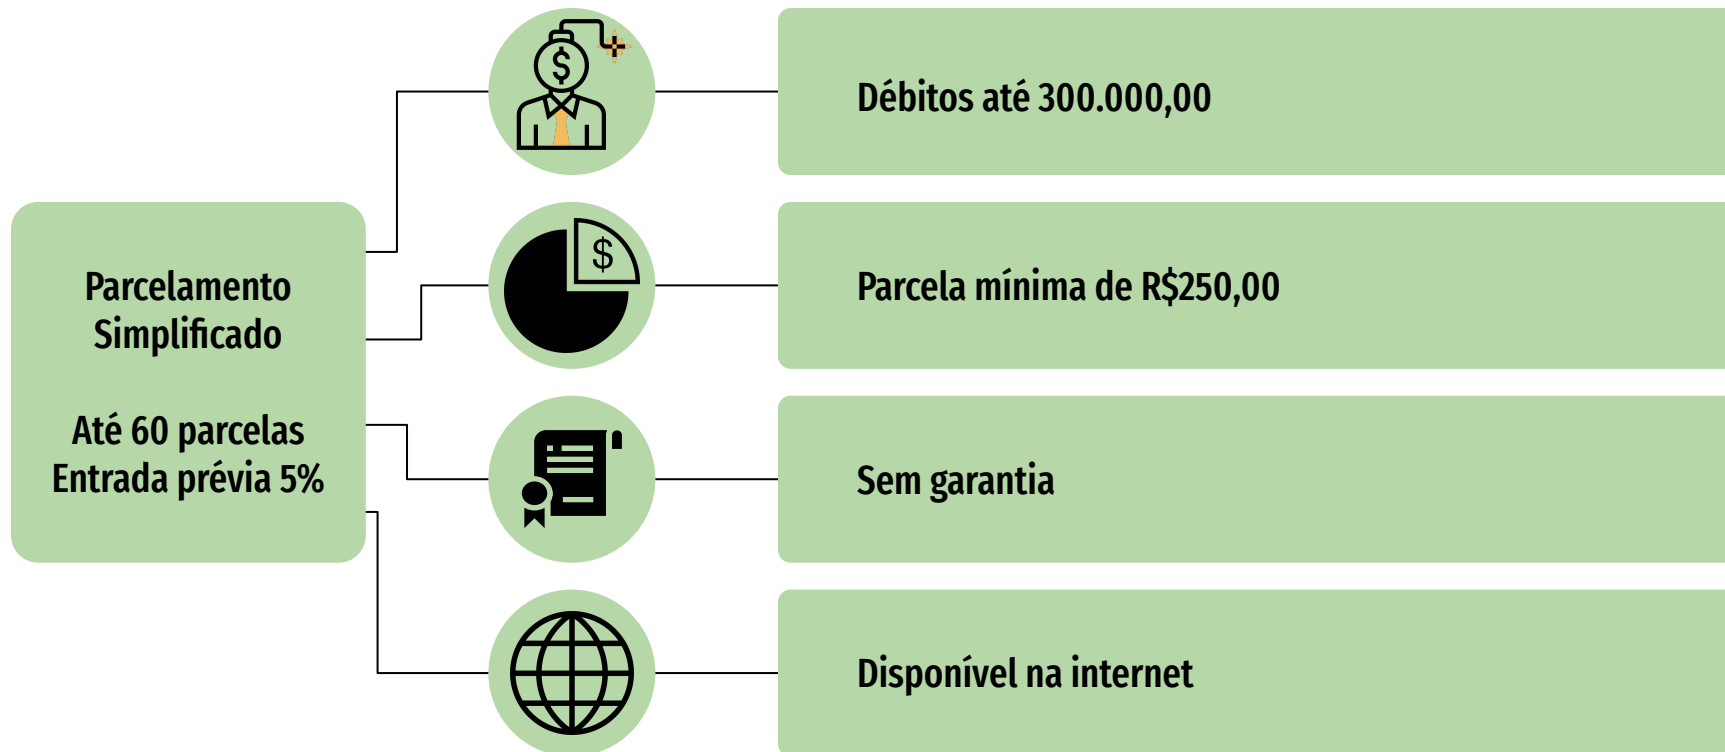 Parcelamento
Simplificado
Até 60 parcelas
Entrada prévia 5%
$
Débitos até 300.000,00
$
Parcela mínima de R$250,00
Sem garantia
Disponível na internet